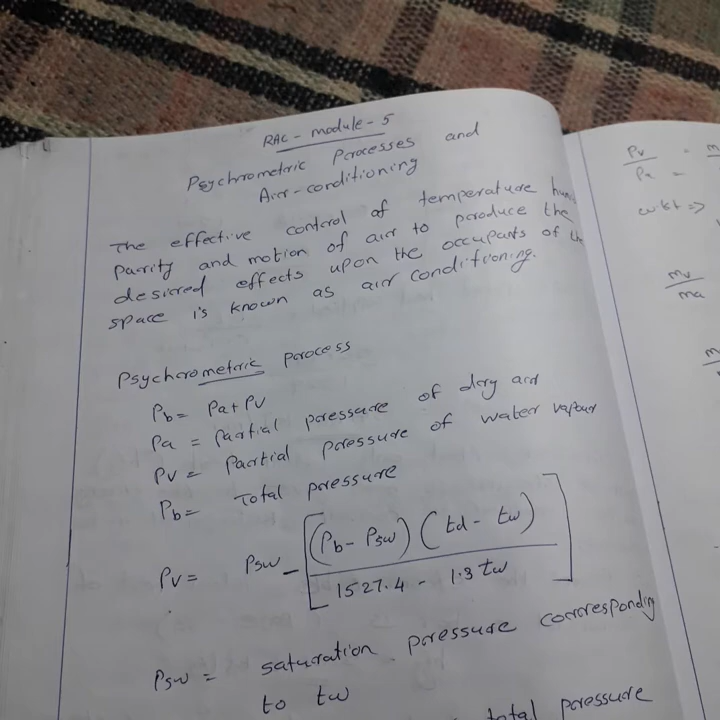 RAC - module - 5
Psychrometric Processes and
Air-conditioning
The effective control of temperature
purity and motion of air to produce the
desired effects upon the occupants of the
space is known as air conditioning.
Psychrometric process
Pb = Pa + Pv
Pa = Partial pressure of dry air
Pv = Partial pressure of water vapour
Pb = Total pressure
Pv = Psw - [(Pb - Psw) (td - tw) / 1527.4 - 1.3 tw]
Psw = saturation pressure corresponding
to tw
total pressure
Pv/Pa =
wkt =>
mv/ma